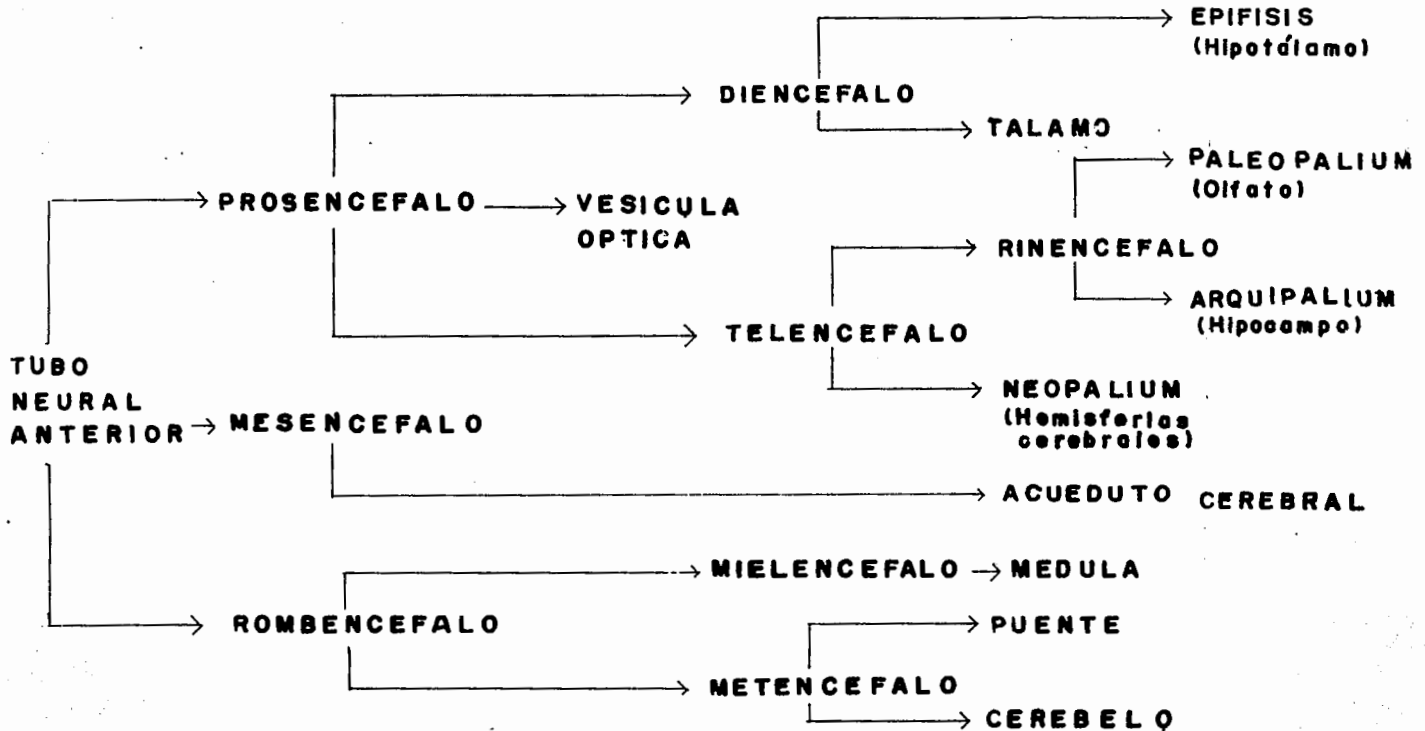 EPIFISIS
(Hipotálamo)
DIENCEFALO
TALAMO
PALEOPALIUM
(Olfato)
PROSENCEFALO
VESICULA
OPTICA
RINENCEFALO
ARQUIPALIUM
(Hipocampo)
TELENCEFALO
TUBO
NEURAL
ANTERIOR
NEOPALIUM
(Hemisferias
cerebrales)
MESENCEFALO
ACUEDUTO CEREBRAL
MIELENCEFALO
MEDULA
ROMBENCEFALO
PUENTE
METENCEFALO
CEREBELO